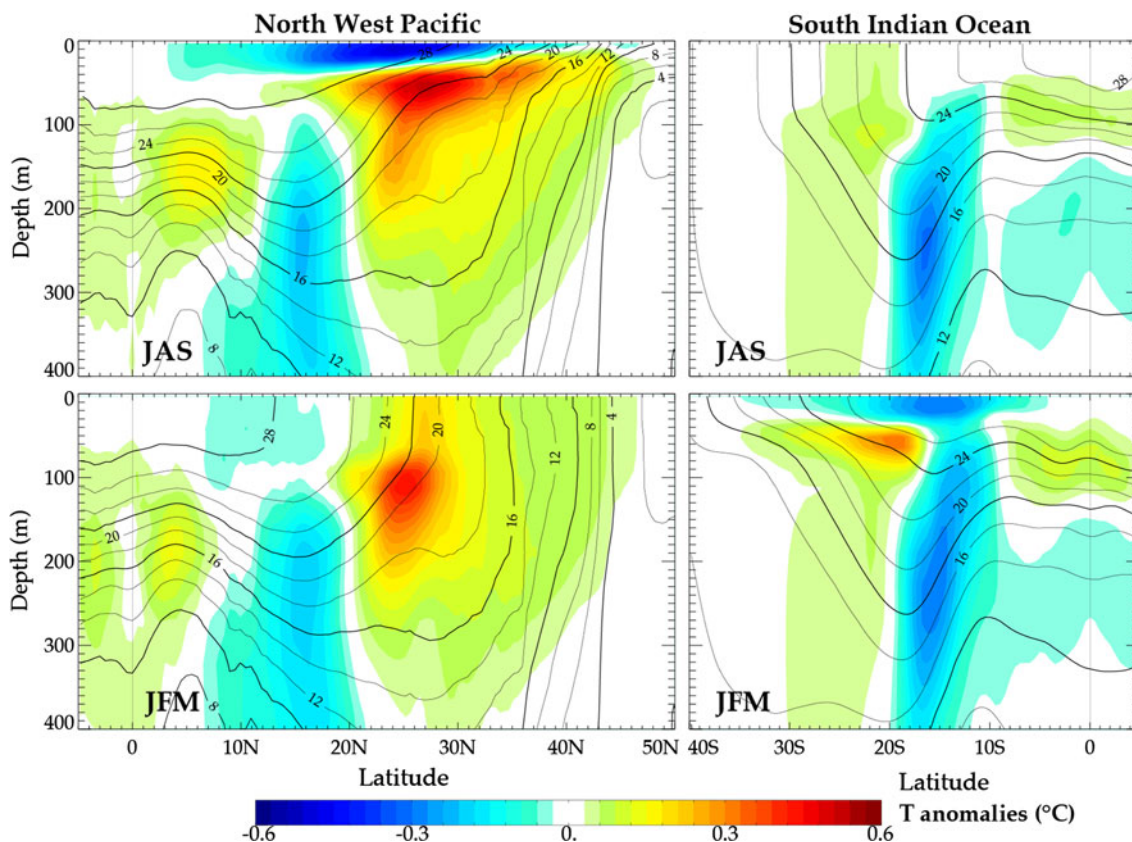 North West Pacific
South Indian Ocean
0
100
200
300
400
Depth (m)
28 24 20 16 12 8 4
24
20
16
12
8
JAS
28
24
20
16
12
JAS
0
100
200
300
400
Depth (m)
28
24
20
16
12
8
4
20
16
12
8
JFM
24
20
16
JFM
0 10N 20N 30N 40N 50N
40S 30S 20S 10S 0
Latitude
Latitude
T anomalies (°C)
-0.6 -0.3 0. 0.3 0.6